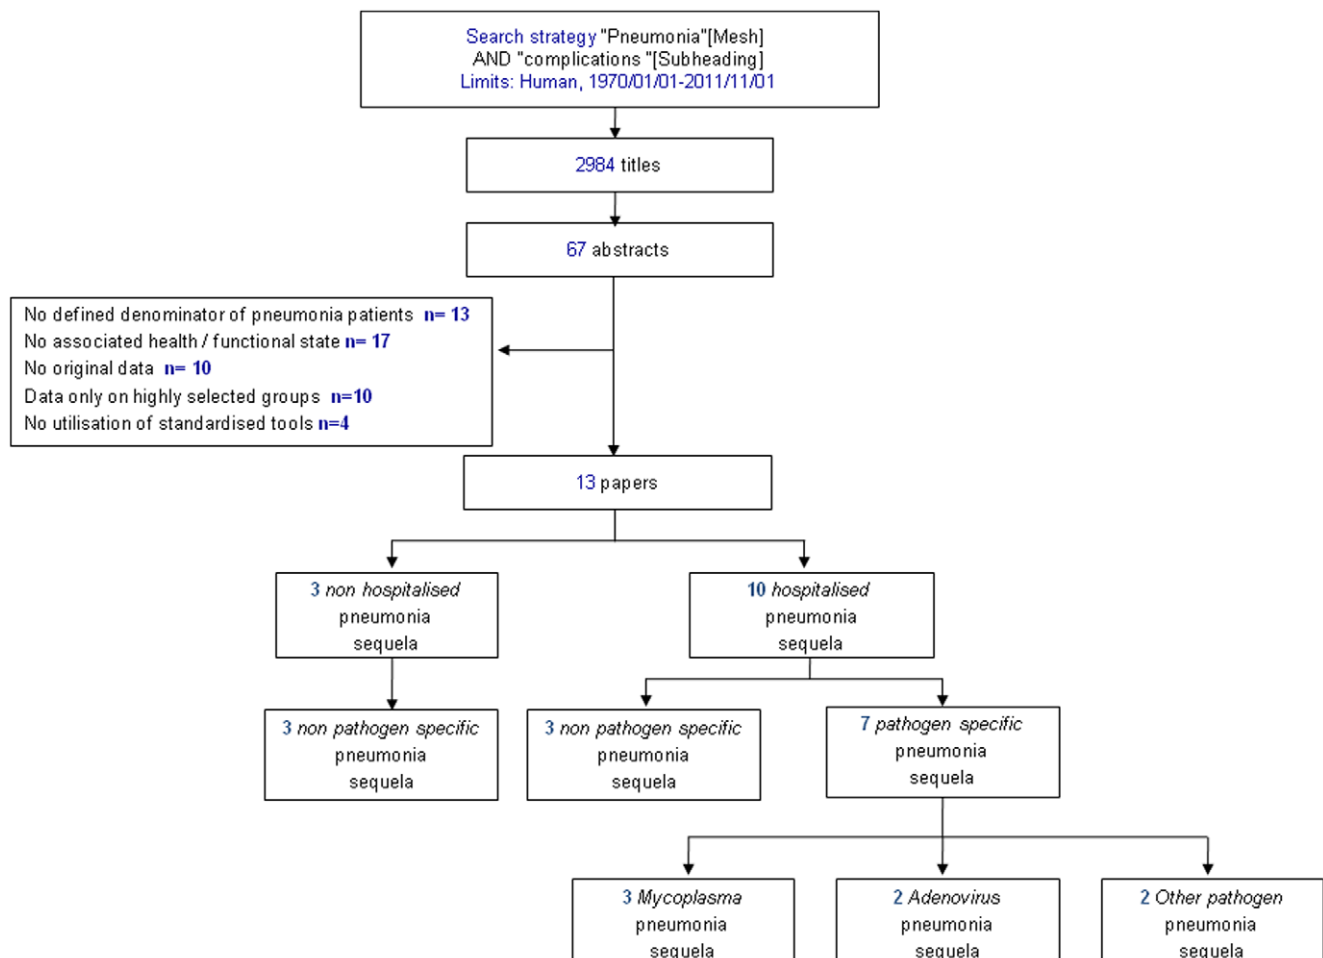 Search strategy "Pneumonia"[Mesh]
AND "complications "[Subheading]
Limits: Human, 1970/01/01-2011/11/01
2984 titles
67 abstracts
No defined denominator of pneumonia patients n= 13
No associated health / functional state n= 17
No original data n= 10
Data only on highly selected groups n=10
No utilisation of standardised tools n=4
13 papers
3 non hospitalised
pneumonia
sequela
10 hospitalised
pneumonia
sequela
3 non pathogen specific
pneumonia
sequela
3 non pathogen specific
pneumonia
sequela
7 pathogen specific
pneumonia
sequela
3 Mycoplasma
pneumonia
sequela
2 Adenovirus
pneumonia
sequela
2 Other pathogen
pneumonia
sequela